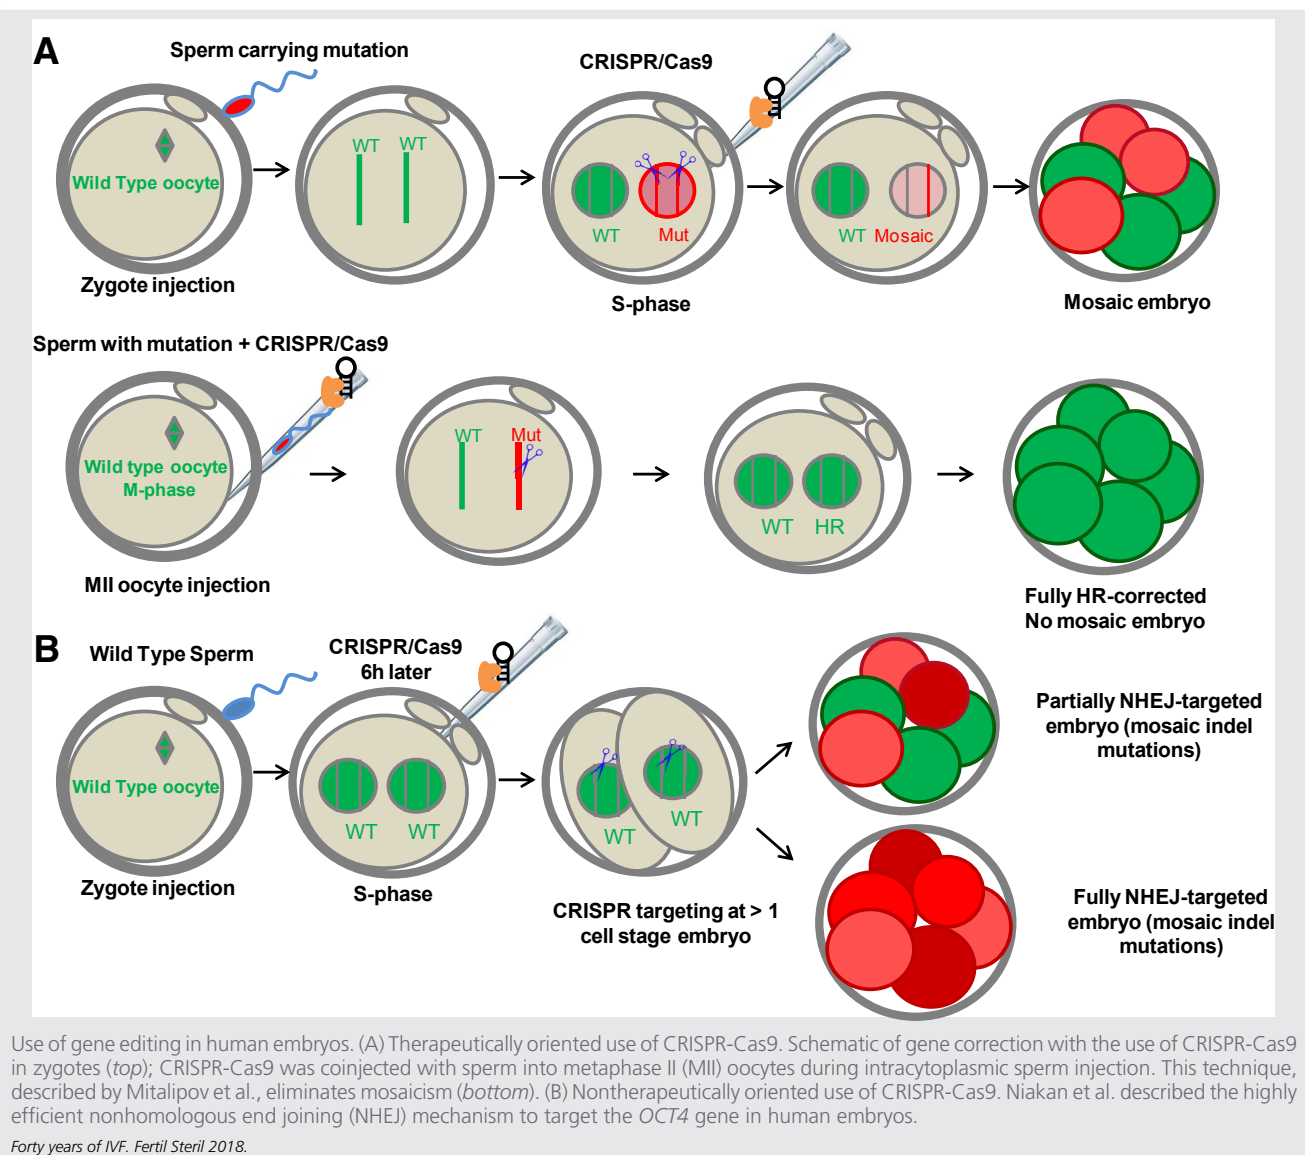 A
Sperm carrying mutation
CRISPR/Cas9
WT
WT
Wild Type oocyte
WT
Mut
WT
Mosaic
Zygote injection
S-phase
Mosaic embryo
Sperm with mutation + CRISPR/Cas9
Wild type oocyte
M-phase
WT
Mut
WT
HR
MII oocyte injection
Fully HR-corrected
No mosaic embryo
B
Wild Type Sperm
CRISPR/Cas9
6h later
Wild Type oocyte
WT
WT
WT
WT
Zygote injection
S-phase
CRISPR targeting at > 1
cell stage embryo
Partially NHEJ-targeted
embryo (mosaic indel
mutations)
Fully NHEJ-targeted
embryo (mosaic indel
mutations)
Use of gene editing in human embryos. (A) Therapeutically oriented use of CRISPR-Cas9. Schematic of gene correction with the use of CRISPR-Cas9
in zygotes (top); CRISPR-Cas9 was coinjected with sperm into metaphase II (MII) oocytes during intracytoplasmic sperm injection. This technique,
described by Mitalipov et al., eliminates mosaicism (bottom). (B) Nontherapeutically oriented use of CRISPR-Cas9. Niakan et al. described the highly
efficient nonhomologous end joining (NHEJ) mechanism to target the OCT4 gene in human embryos.
Forty years of IVF. Fertil Steril 2018.